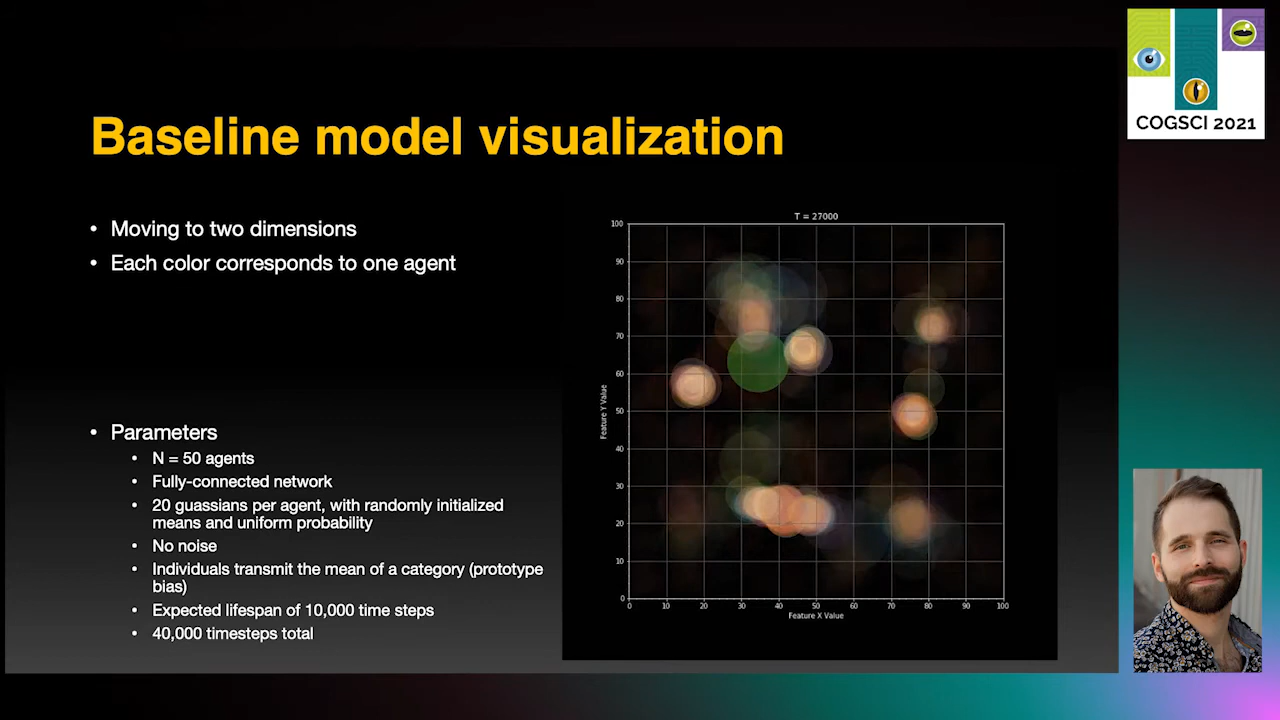 COGSCI 2021
Baseline model visualization
• Moving to two dimensions
• Each color corresponds to one agent
• Parameters
• N = 50 agents
• Fully-connected network
• 20 guassians per agent, with randomly initialized
means and uniform probability
• No noise
• Individuals transmit the mean of a category (prototype
bias)
• Expected lifespan of 10,000 time steps
• 40,000 timesteps total
T = 27000
100
90
80
70
60
50
40
30
20
10
0
Feature Y Value
0 10 20 30 40 50 60 70 80 90 100
Feature X Value